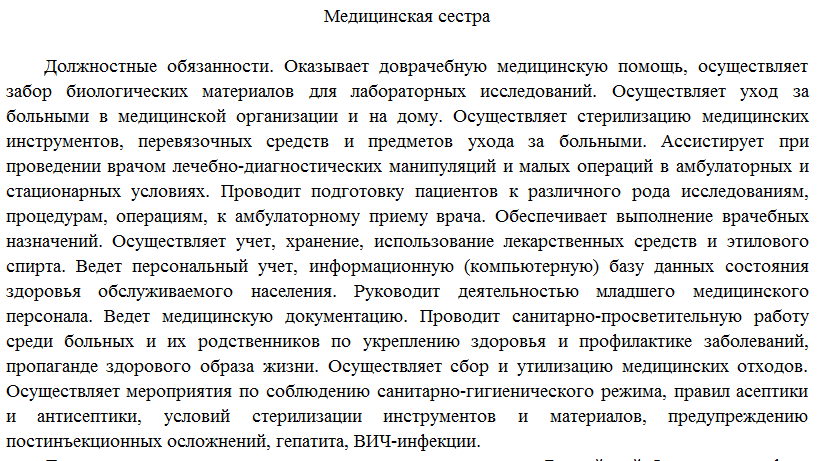 Медицинская сестра
Должностные обязанности. Оказывает доврачебную медицинскую помощь, осуществляет
забор биологических материалов для лабораторных исследований. Осуществляет уход за
больными в медицинской организации и на дому. Осуществляет стерилизацию медицинских
инструментов, перевязочных средств и предметов ухода за больными. Ассистирует при
проведении врачом лечебно-диагностических манипуляций и малых операций в амбулаторных и
стационарных условиях. Проводит подготовку пациентов к различного рода исследованиям,
процедурам, операциям, к амбулаторному приему врача. Обеспечивает выполнение врачебных
назначений. Осуществляет учет, хранение, использование лекарственных средств и этилового
спирта. Ведет персональный учет, информационную (компьютерную) базу данных состояния
здоровья обслуживаемого населения. Руководит деятельностью младшего медицинского
персонала. Ведет медицинскую документацию. Проводит санитарно-просветительную работу
среди больных и их родственников по укреплению здоровья и профилактике заболеваний,
пропаганде здорового образа жизни. Осуществляет сбор и утилизацию медицинских отходов.
Осуществляет мероприятия по соблюдению санитарно-гигиенического режима, правил асептики
и антисептики, условий стерилизации инструментов и материалов, предупреждению
постинъекционных осложнений, гепатита, ВИЧ-инфекции.